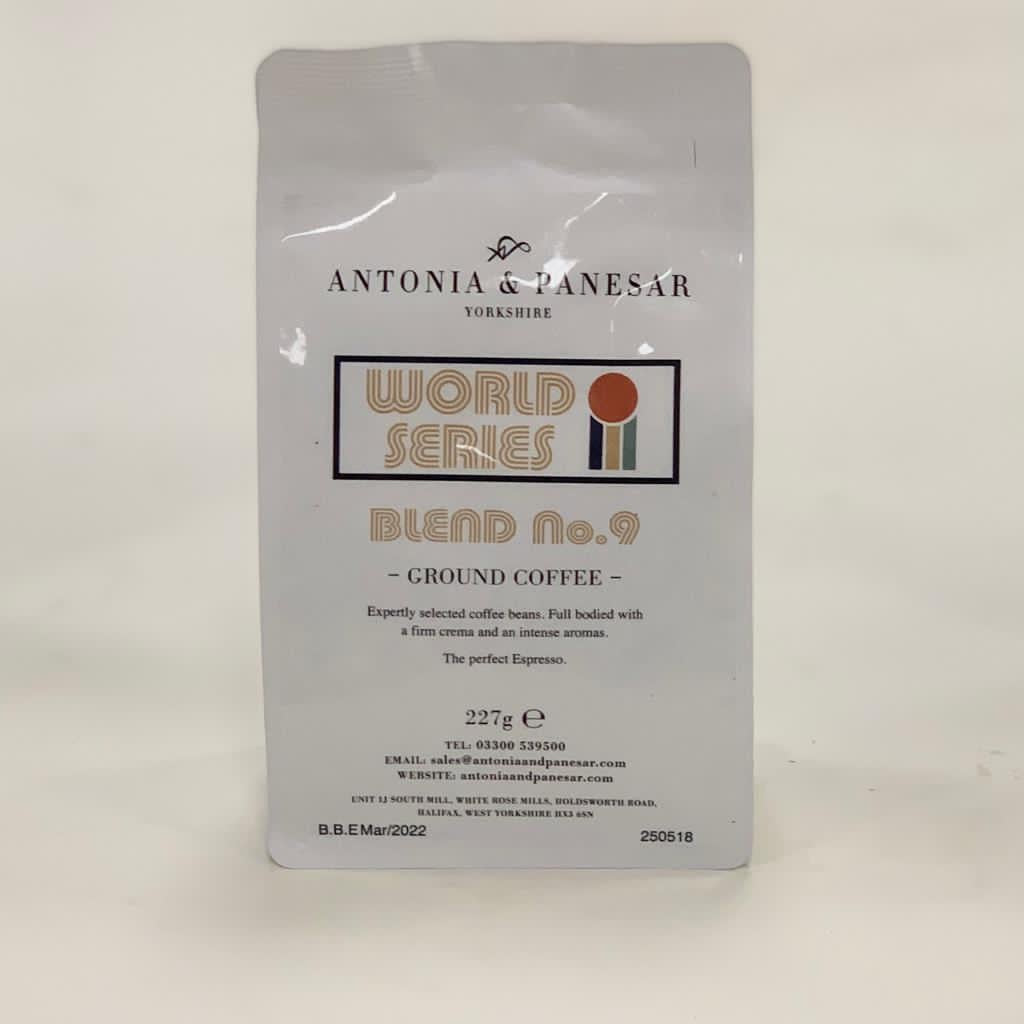 ANTONIA & PANESAR
YORKSHIRE
WORLD
SERIES
BLEND No.9
- GROUND COFFEE -
Expertly selected coffee beans. Full bodied with
a firm crema and an intense aromas.
The perfect Espresso.
227g ℮
TEL: 03300 539500
EMAIL: sales@antoniaandpanesar.com
WEBSITE: antoniaandpanesar.com
UNIT 1J SOUTH MILL, WHITE ROSE MILLS, HOLDSWORTH ROAD,
HALIFAX, WEST YORKSHIRE HX3 6SN
B.B.E Mar/2022
250518